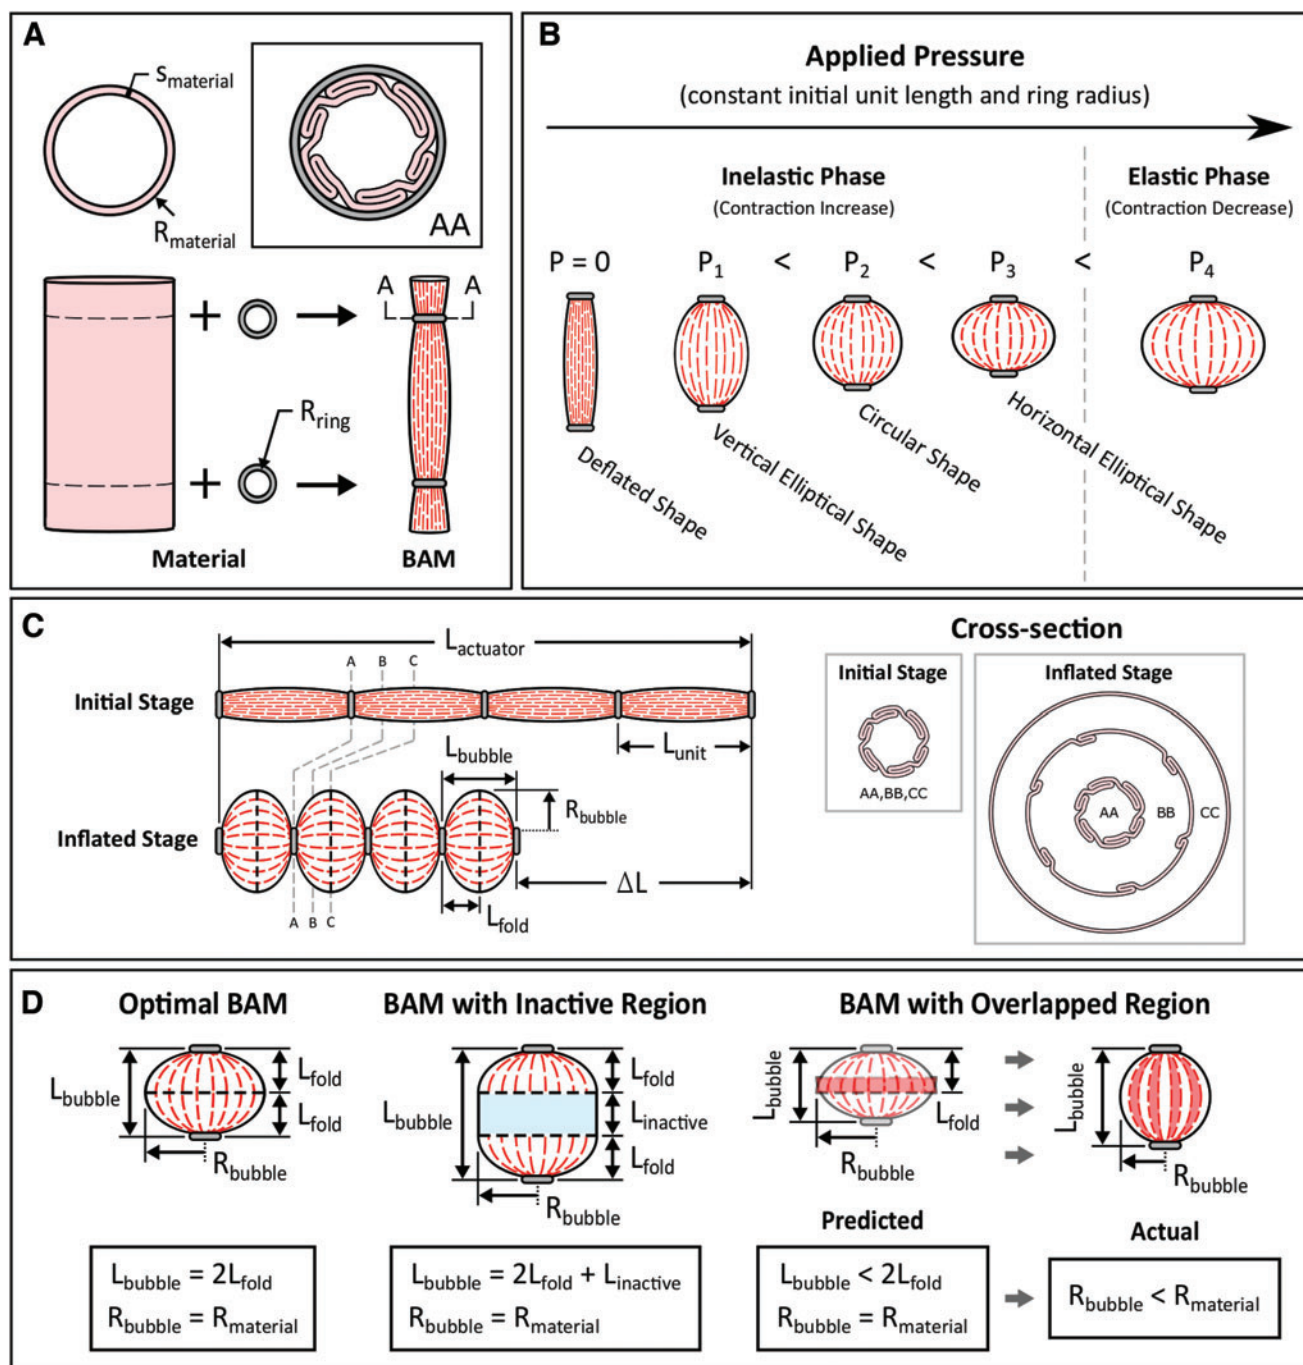 A
S_material
R_material
AA
A A
R_ring
Material
BAM
B
Applied Pressure
(constant initial unit length and ring radius)
Inelastic Phase
(Contraction Increase)
Elastic Phase
(Contraction Decrease)
P = 0 P_1 < P_2 < P_3 < P_4
Deflated Shape
Vertical Elliptical Shape
Circular Shape
Horizontal Elliptical Shape
C
L_actuator
A B C
Initial Stage
L_bubble
L_unit
R_bubble
Inflated Stage
ΔL
L_fold
A B C
Cross-section
Initial Stage
AA,BB,CC
Inflated Stage
AA BB CC
D
Optimal BAM
L_bubble
L_fold
L_fold
R_bubble
L_bubble = 2L_fold
R_bubble = R_material
BAM with Inactive Region
L_bubble
L_fold
L_inactive
L_fold
R_bubble
L_bubble = 2L_fold + L_inactive
R_bubble = R_material
BAM with Overlapped Region
L_bubble
L_fold
R_bubble
Predicted
L_bubble < 2L_fold
R_bubble = R_material
L_bubble
R_bubble
Actual
R_bubble < R_material